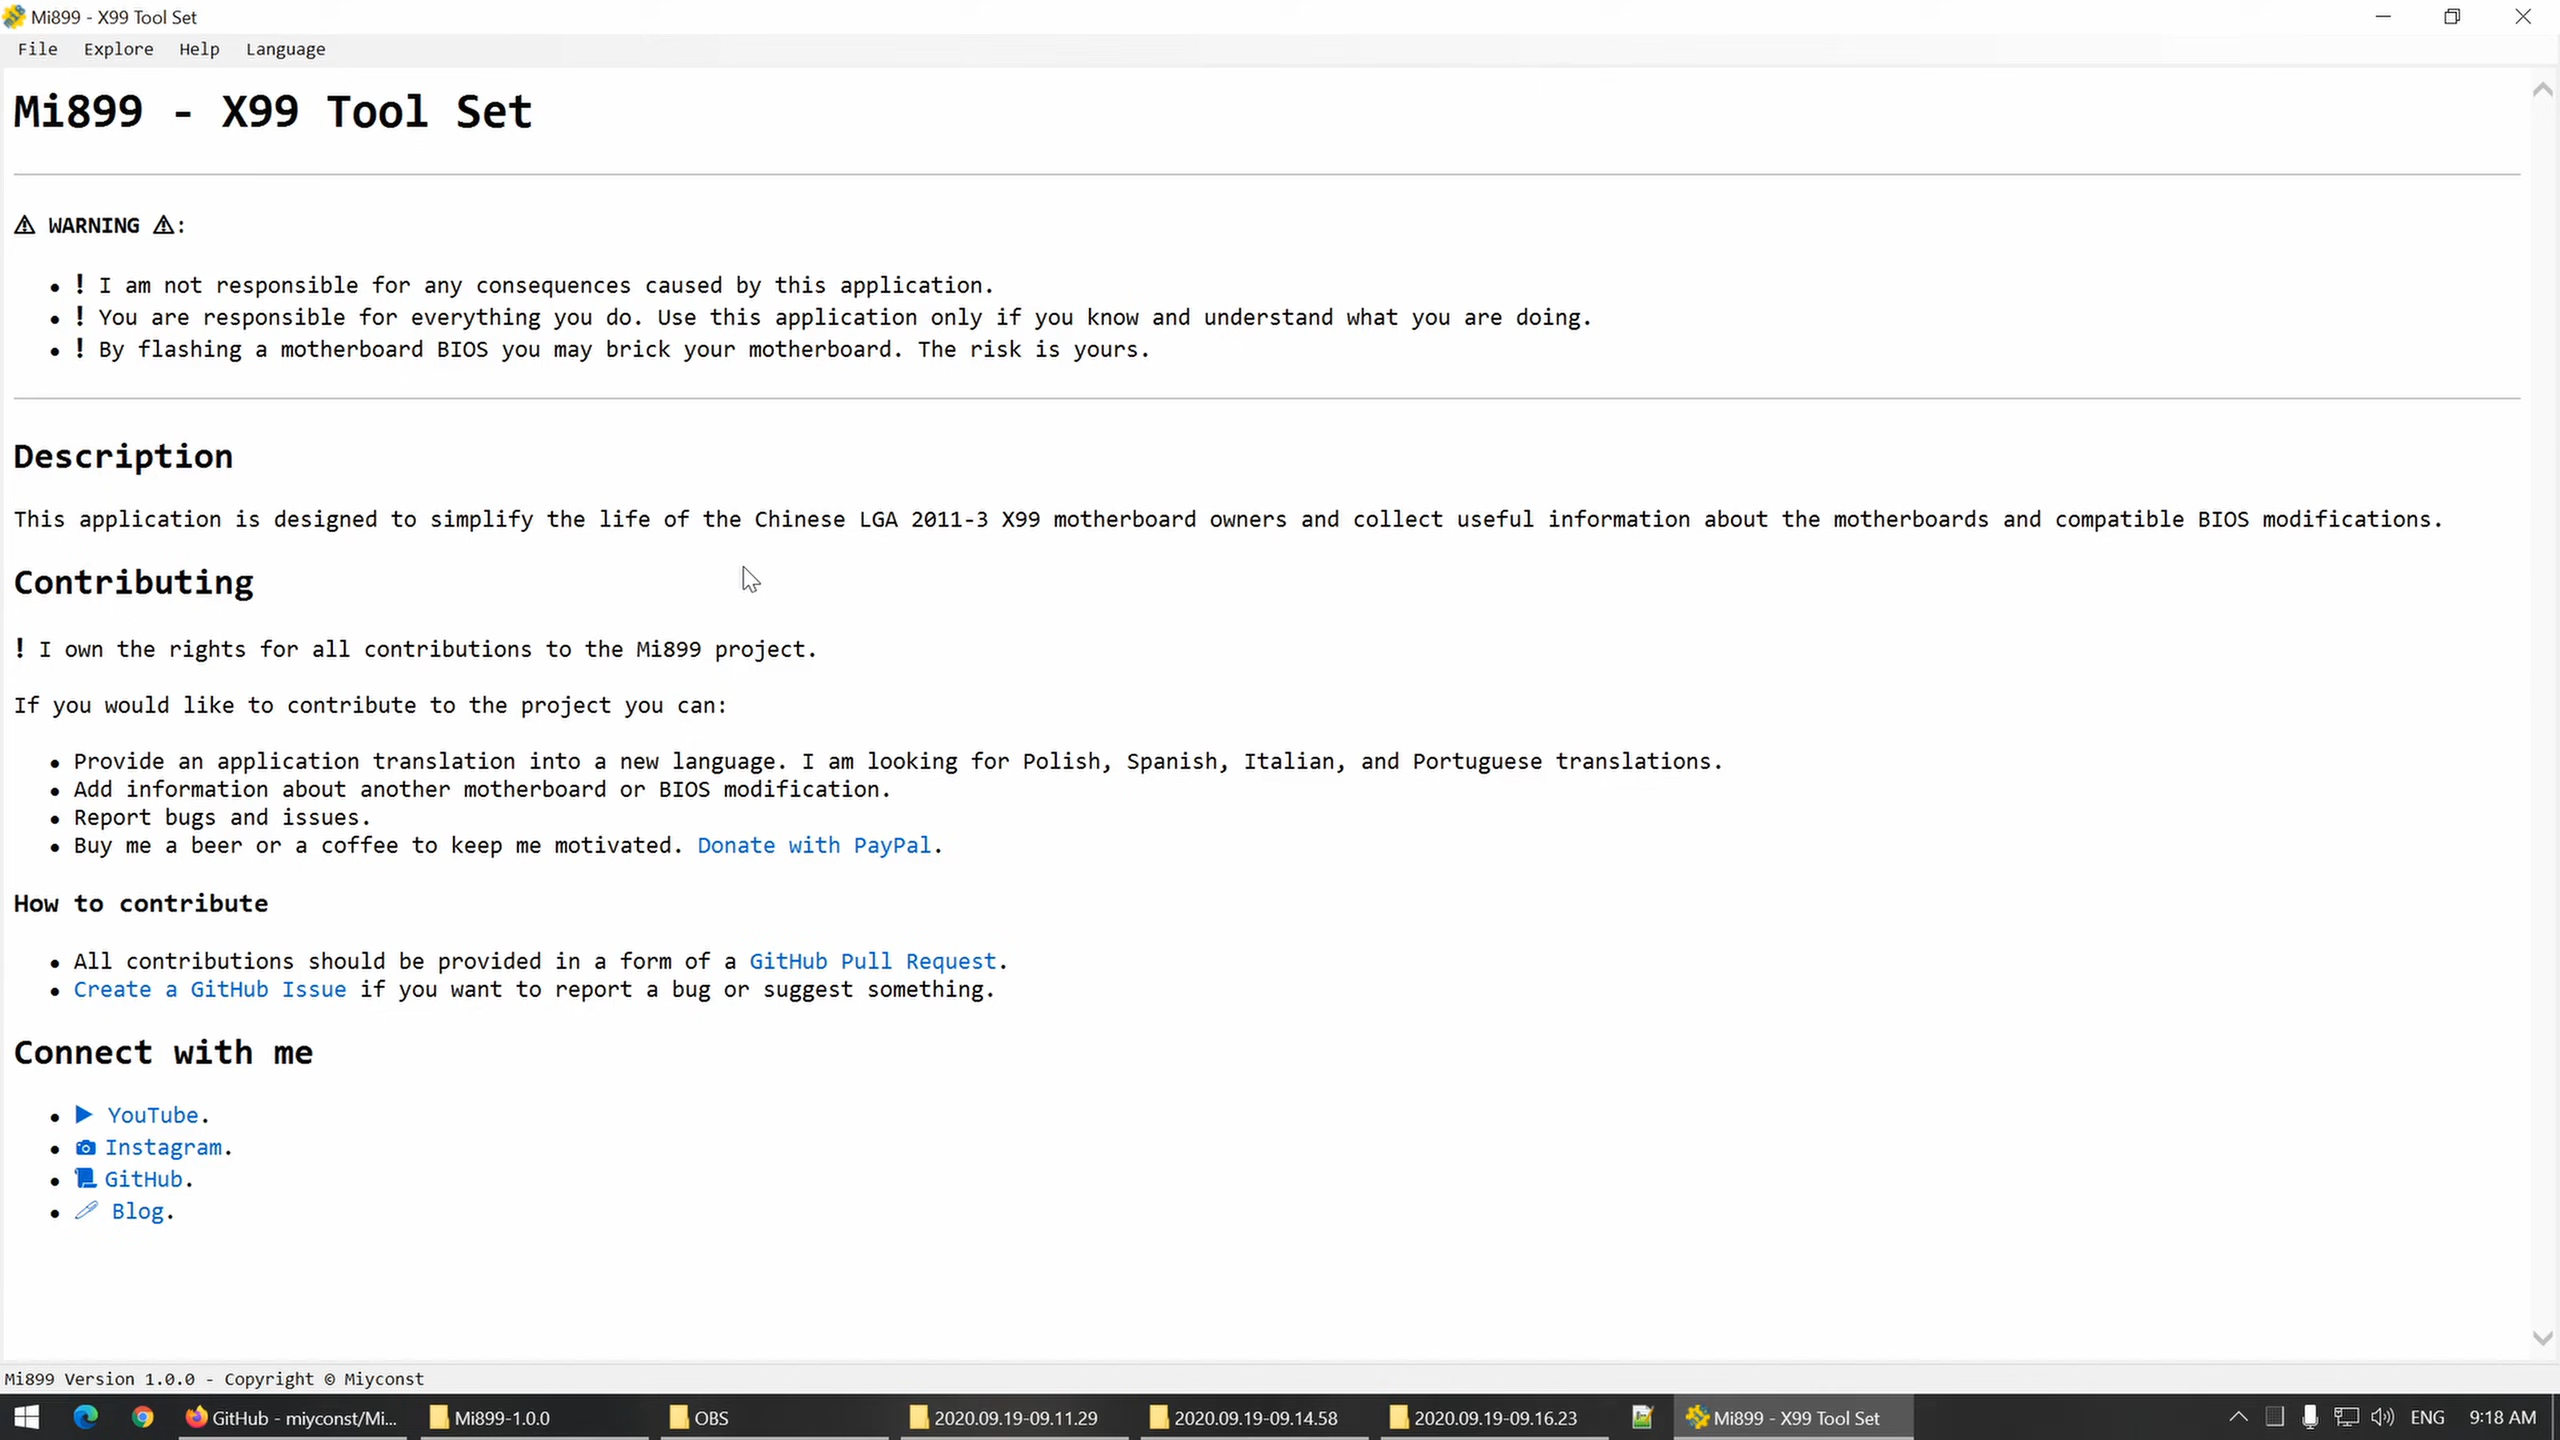 Mi899 - X99 Tool Set
File Explore Help Language
Mi899 - X99 Tool Set
⚠ WARNING ⚠:
• ! I am not responsible for any consequences caused by this application.
• ! You are responsible for everything you do. Use this application only if you know and understand what you are doing.
• ! By flashing a motherboard BIOS you may brick your motherboard. The risk is yours.
Description
This application is designed to simplify the life of the Chinese LGA 2011-3 X99 motherboard owners and collect useful information about the motherboards and compatible BIOS modifications.
Contributing
! I own the rights for all contributions to the Mi899 project.
If you would like to contribute to the project you can:
• Provide an application translation into a new language. I am looking for Polish, Spanish, Italian, and Portuguese translations.
• Add information about another motherboard or BIOS modification.
• Report bugs and issues.
• Buy me a beer or a coffee to keep me motivated. Donate with PayPal.
How to contribute
• All contributions should be provided in a form of a GitHub Pull Request.
• Create a GitHub Issue if you want to report a bug or suggest something.
Connect with me
• YouTube.
• Instagram.
• GitHub.
• Blog.
Mi899 Version 1.0.0 - Copyright © Miyconst
GitHub - miyconst/Mi... Mi899-1.0.0 OBS 2020.09.19-09.11.29 2020.09.19-09.14.58 2020.09.19-09.16.23 Mi899 - X99 Tool Set ENG 9:18 AM